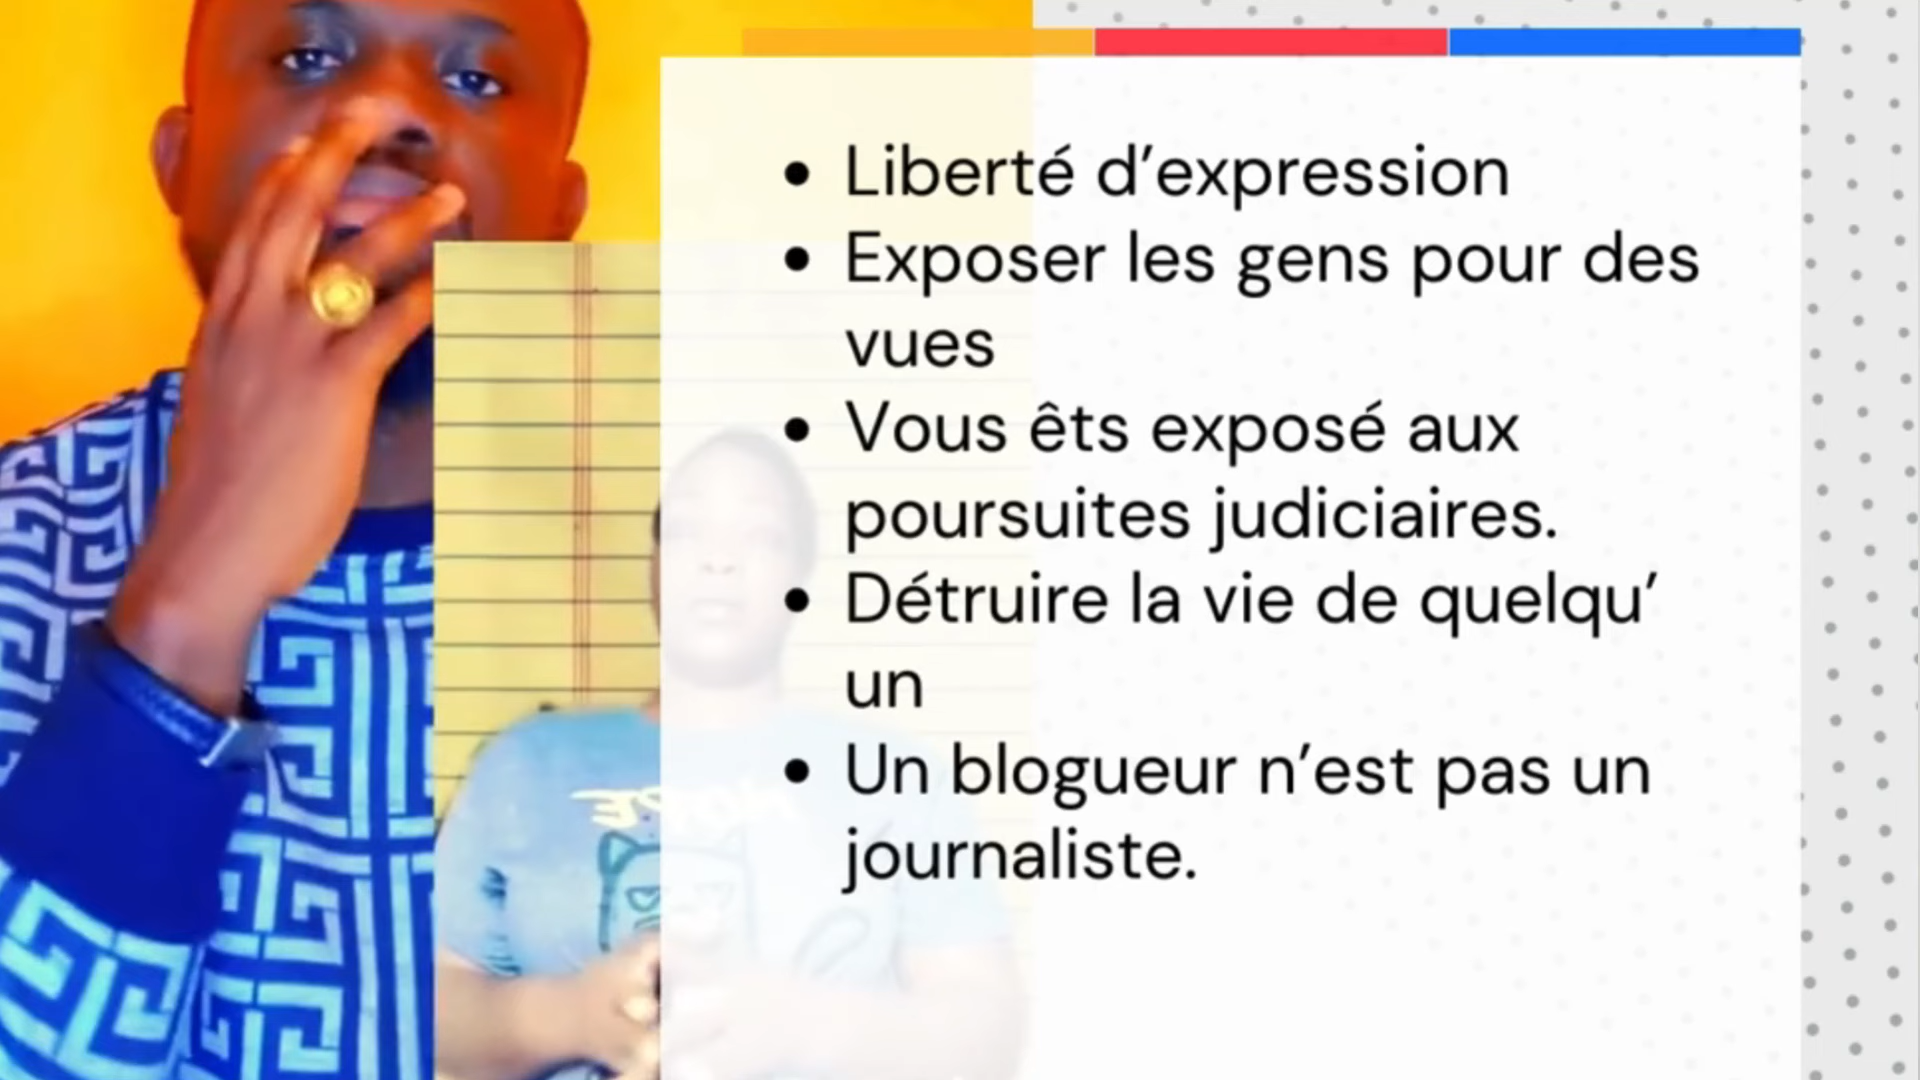 • Liberté d’expression
• Exposer les gens pour des
vues
• Vous êts exposé aux
poursuites judiciaires.
• Détruire la vie de quelqu’
un
• Un blogueur n’est pas un
journaliste.